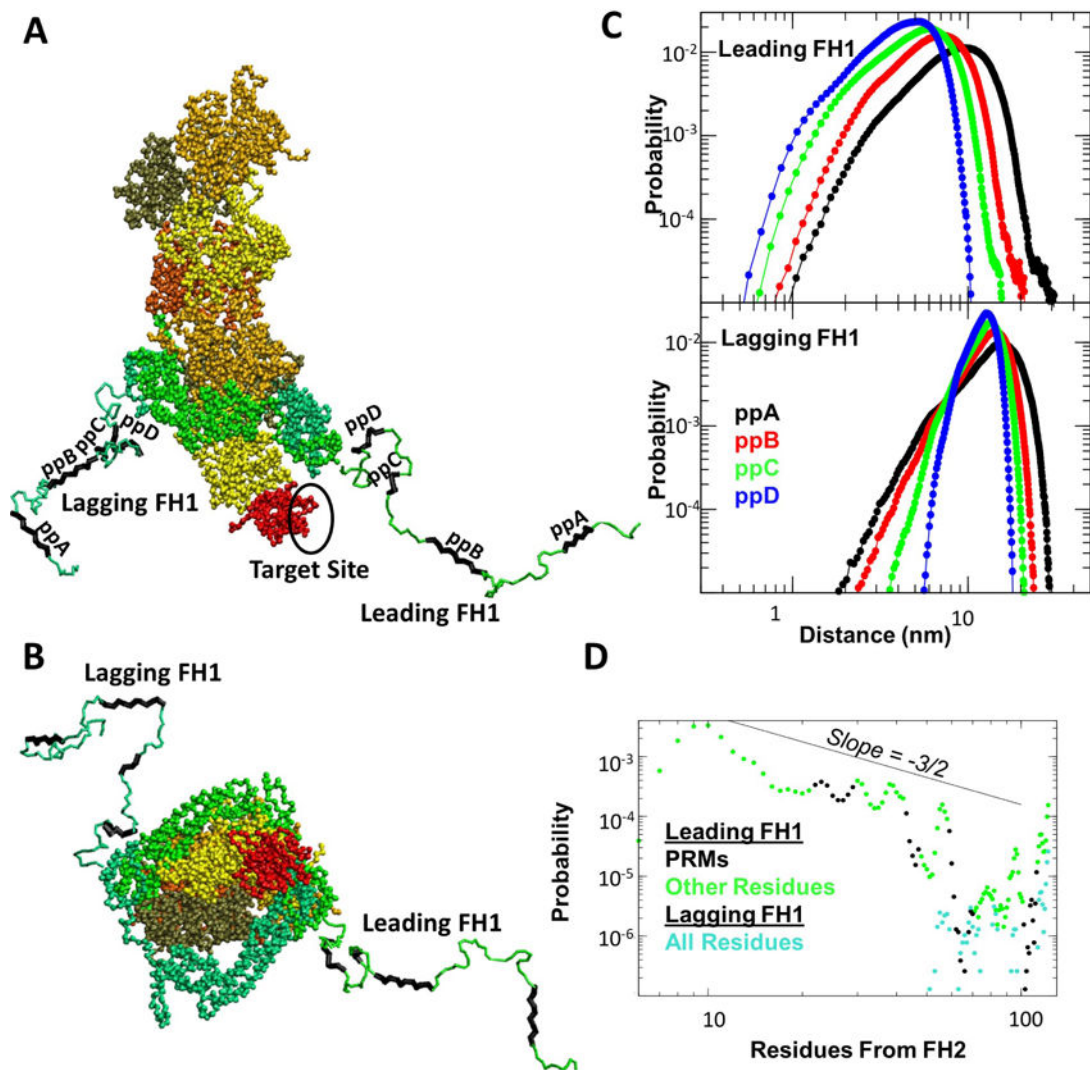 A
ppB ppC ppD
Lagging FH1
ppA
ppD
ppC
ppB
ppA
Target Site
Leading FH1
B
Lagging FH1
Leading FH1
C
Leading FH1
Probability
10-2
10-3
10-4
Lagging FH1
Probability
10-2
10-3
10-4
ppA
ppB
ppC
ppD
1
10
Distance (nm)
D
Slope = -3/2
Probability
10-3
10-4
10-5
10-6
Leading FH1
PRMs
Other Residues
Lagging FH1
All Residues
10
100
Residues From FH2